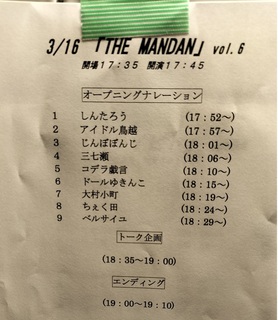 3/16 「THE MANDAN」 vol.6
開場17:35 開演17:45
オープニングナレーション
1 しんたろう (17:52〜)
2 アイドル鳥越 (17:57〜)
3 じんぼぼんじ (18:01〜)
4 三七瀬 (18:06〜)
5 コデラ戯言 (18:10〜)
6 ドールゆきんこ (18:15〜)
7 大村小町 (18:19〜)
8 ちぇく田 (18:24〜)
9 ベルサイユ (18:29〜)
トーク企画
(18:35〜19:00)
エンディング
(19:00〜19:10)